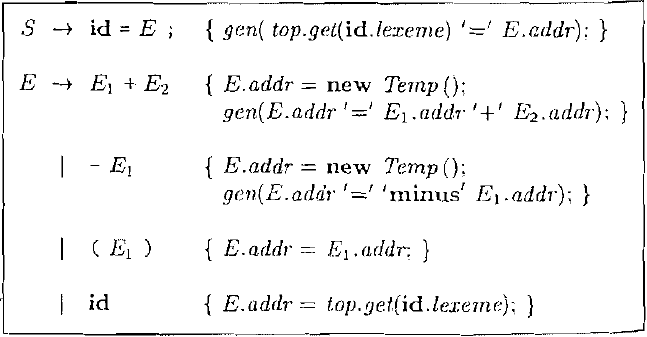 S → id = E ; { gen( top.get(id.lexeme) '=' E.addr); }
E → E₁ + E₂ { E.addr = new Temp();
gen(E.addr '=' E₁.addr '+' E₂.addr); }
| - E₁ { E.addr = new Temp();
gen(E.addr '=' 'minus' E₁.addr); }
| ( E₁ ) { E.addr = E₁.addr; }
| id { E.addr = top.get(id.lexeme); }